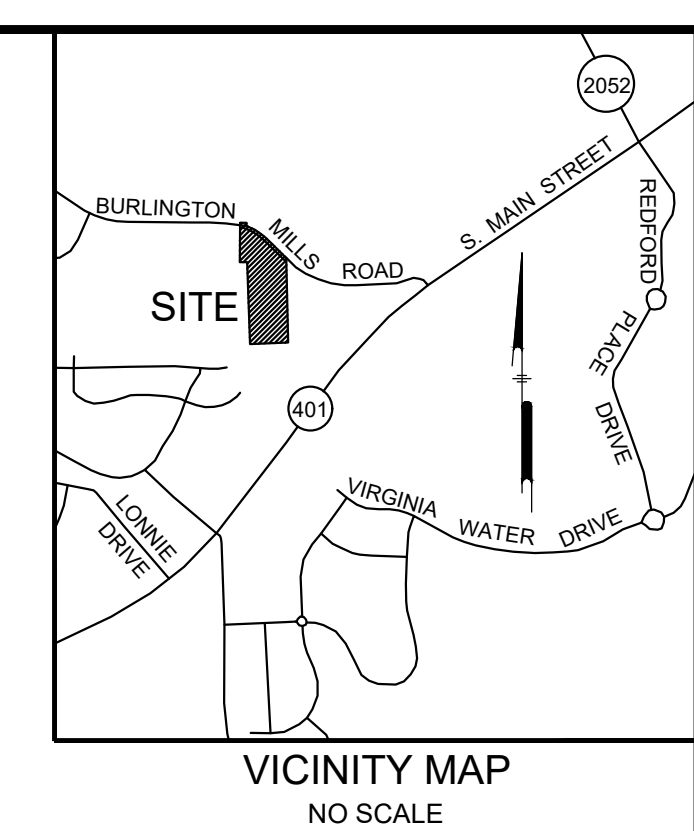 2052
S. MAIN STREET
BURLINGTON MILLS ROAD
REDFORD PLACE DRIVE
SITE
401
VIRGINIA WATER DRIVE
LONNIE
DRIVE
VICINITY MAP
NO SCALE